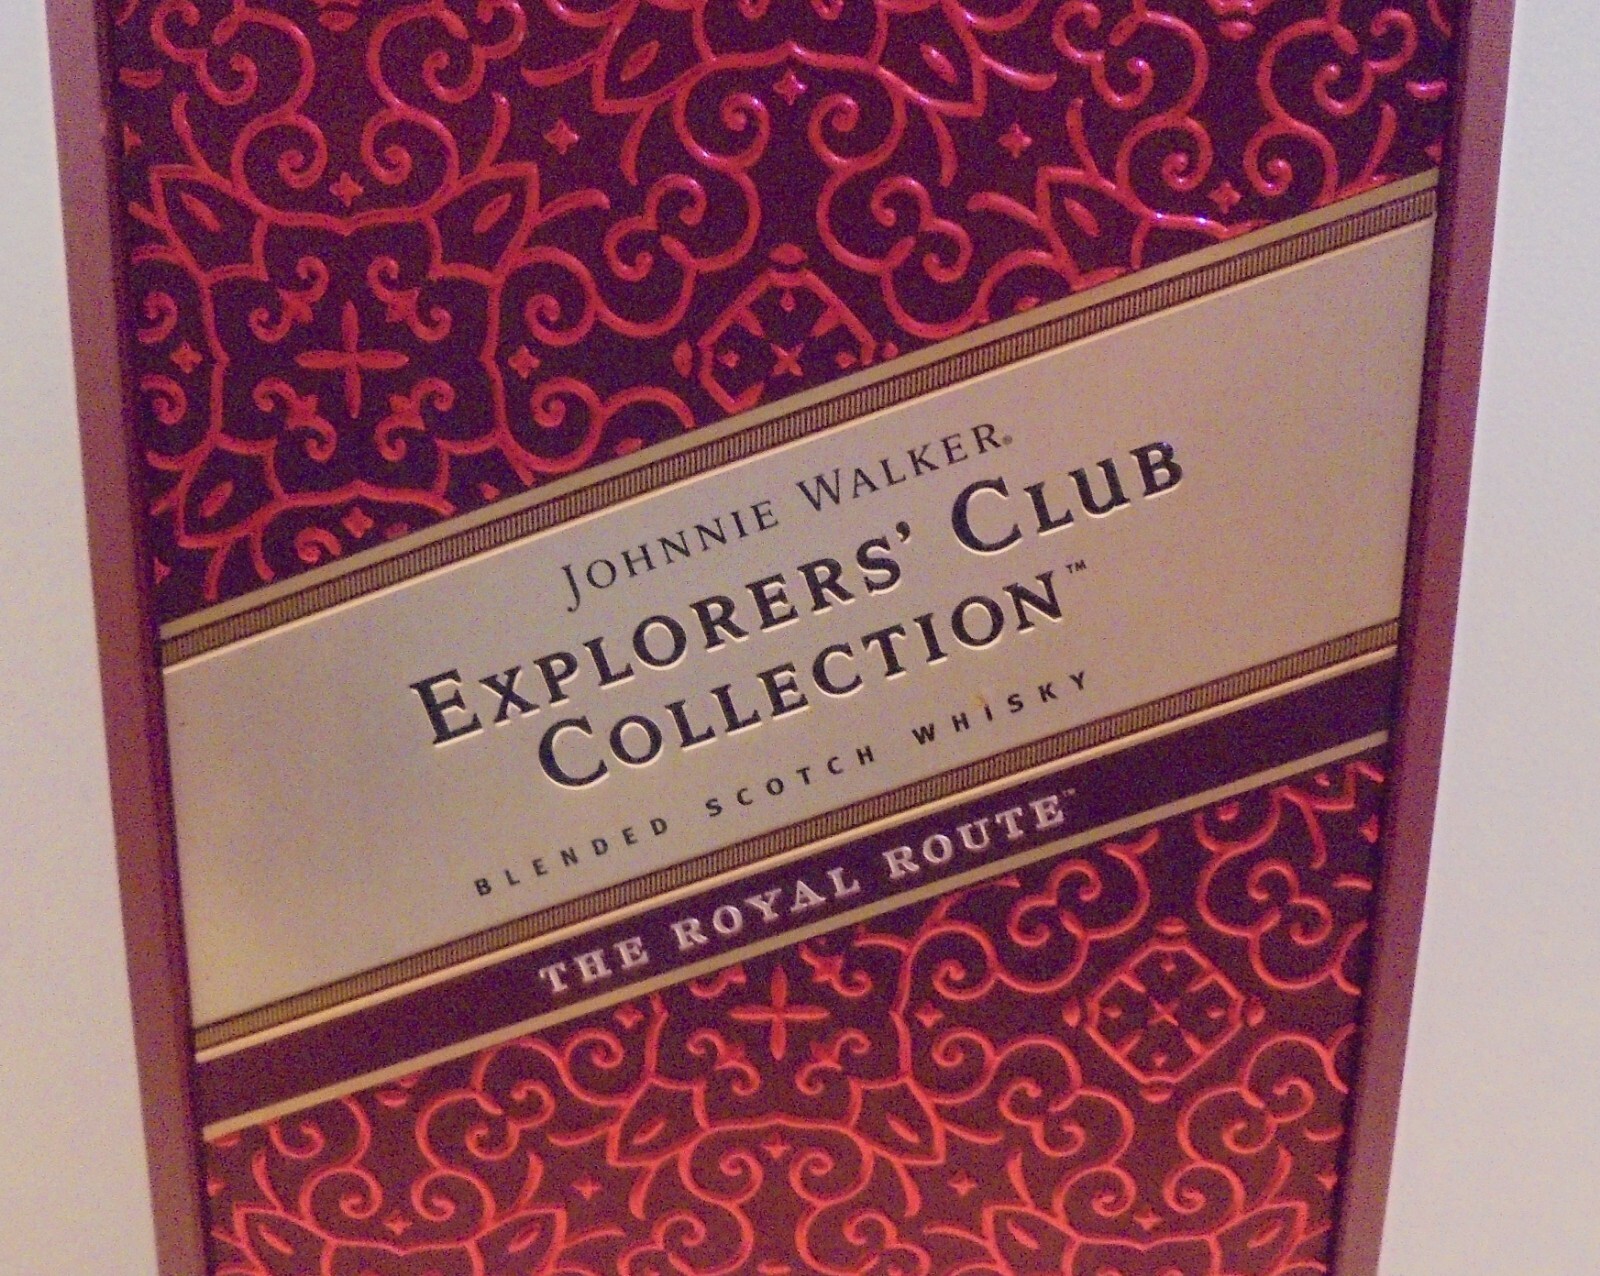 JOHNNIE WALKER®
EXPLORERS' CLUB
COLLECTION™
BLENDED SCOTCH WHISKY
THE ROYAL ROUTE™